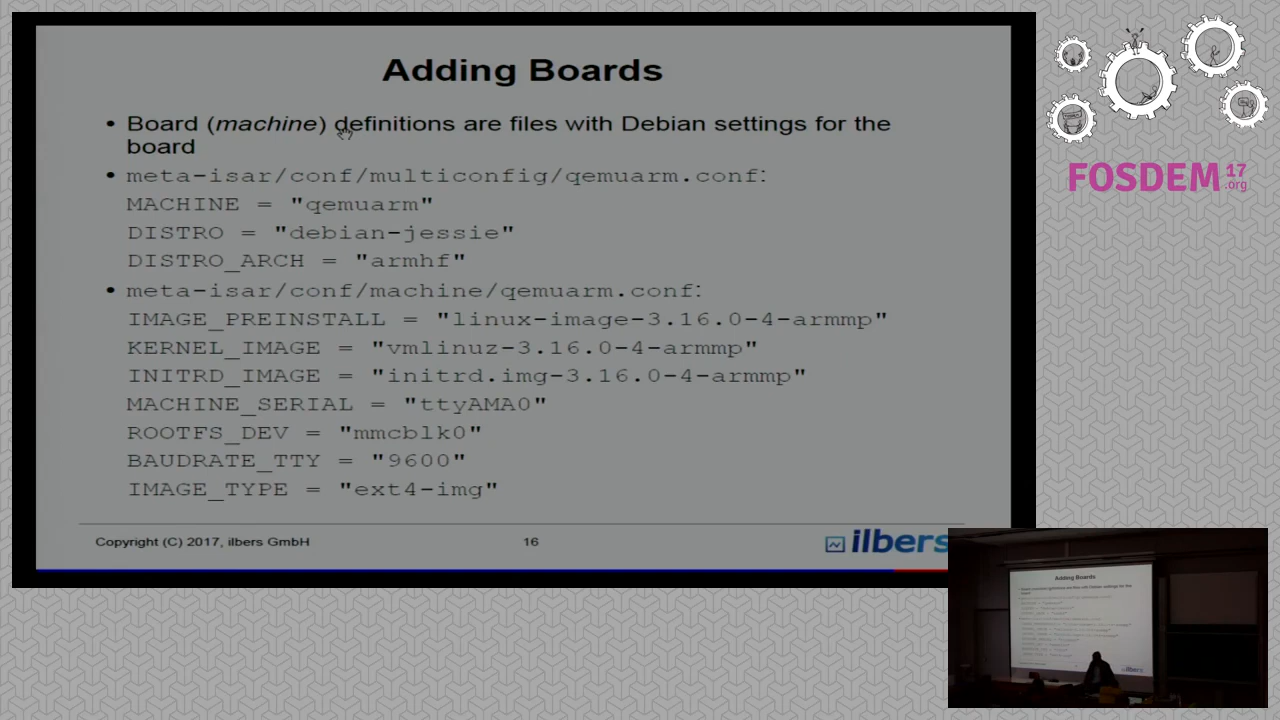 Adding Boards
• Board (machine) definitions are files with Debian settings for the
board
• meta-isar/conf/multiconfig/qemuarm.conf:
MACHINE = "qemuarm"
DISTRO = "debian-jessie"
DISTRO_ARCH = "armhf"
• meta-isar/conf/machine/qemuarm.conf:
IMAGE_PREINSTALL = "linux-image-3.16.0-4-armmp"
KERNEL_IMAGE = "vmlinuz-3.16.0-4-armmp"
INITRD_IMAGE = "initrd.img-3.16.0-4-armmp"
MACHINE_SERIAL = "ttyAMA0"
ROOTFS_DEV = "mmcblk0"
BAUDRATE_TTY = "9600"
IMAGE_TYPE = "ext4-img"
Copyright (C) 2017, ilbers GmbH
16
ilbers
FOSDEM 17
.org
Adding Boards
ilbers